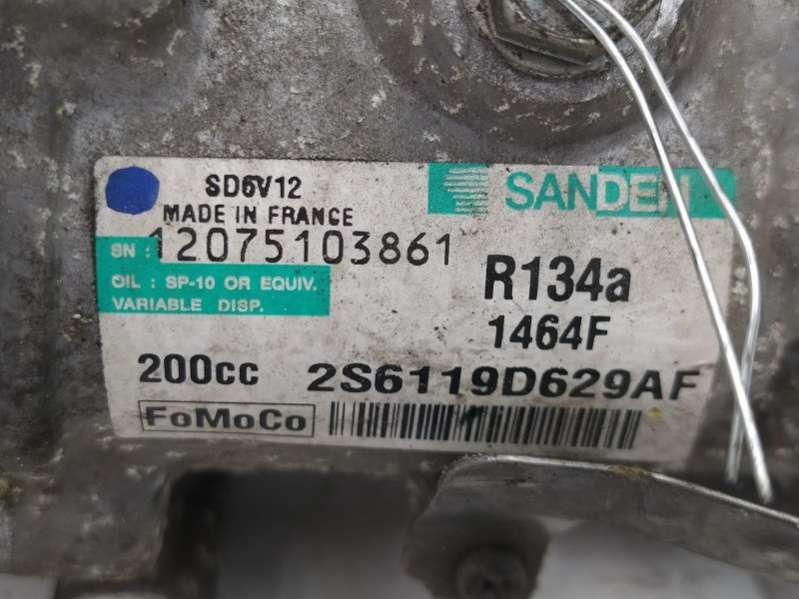 SD6V12
SANDEN
MADE IN FRANCE
SN : 12075103861
OIL : SP-10 OR EQUIV.
VARIABLE DISP.
R134a
1464F
200cc 2S6119D629AF
FoMoCo